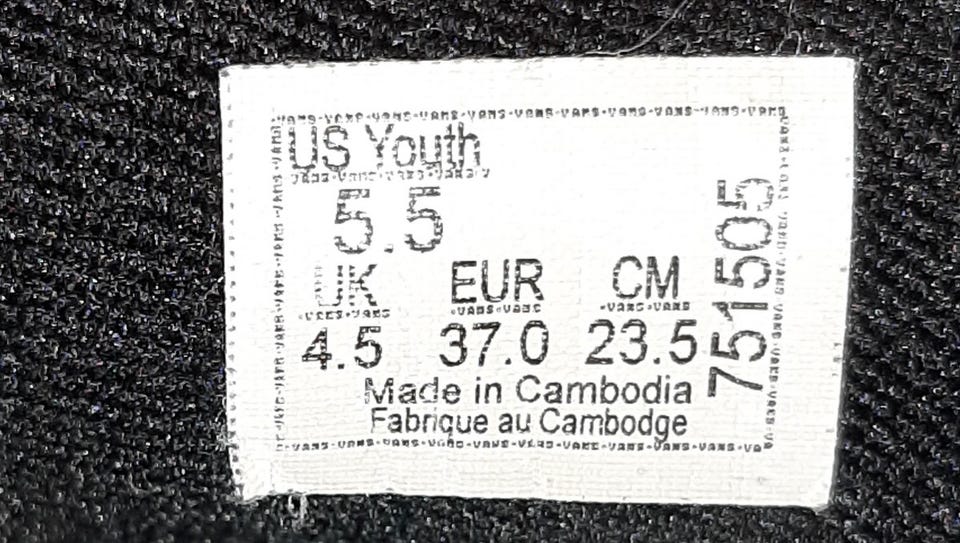 US Youth
5.5
UK EUR CM
4.5 37.0 23.5
Made in Cambodia
Fabrique au Cambodge
751505